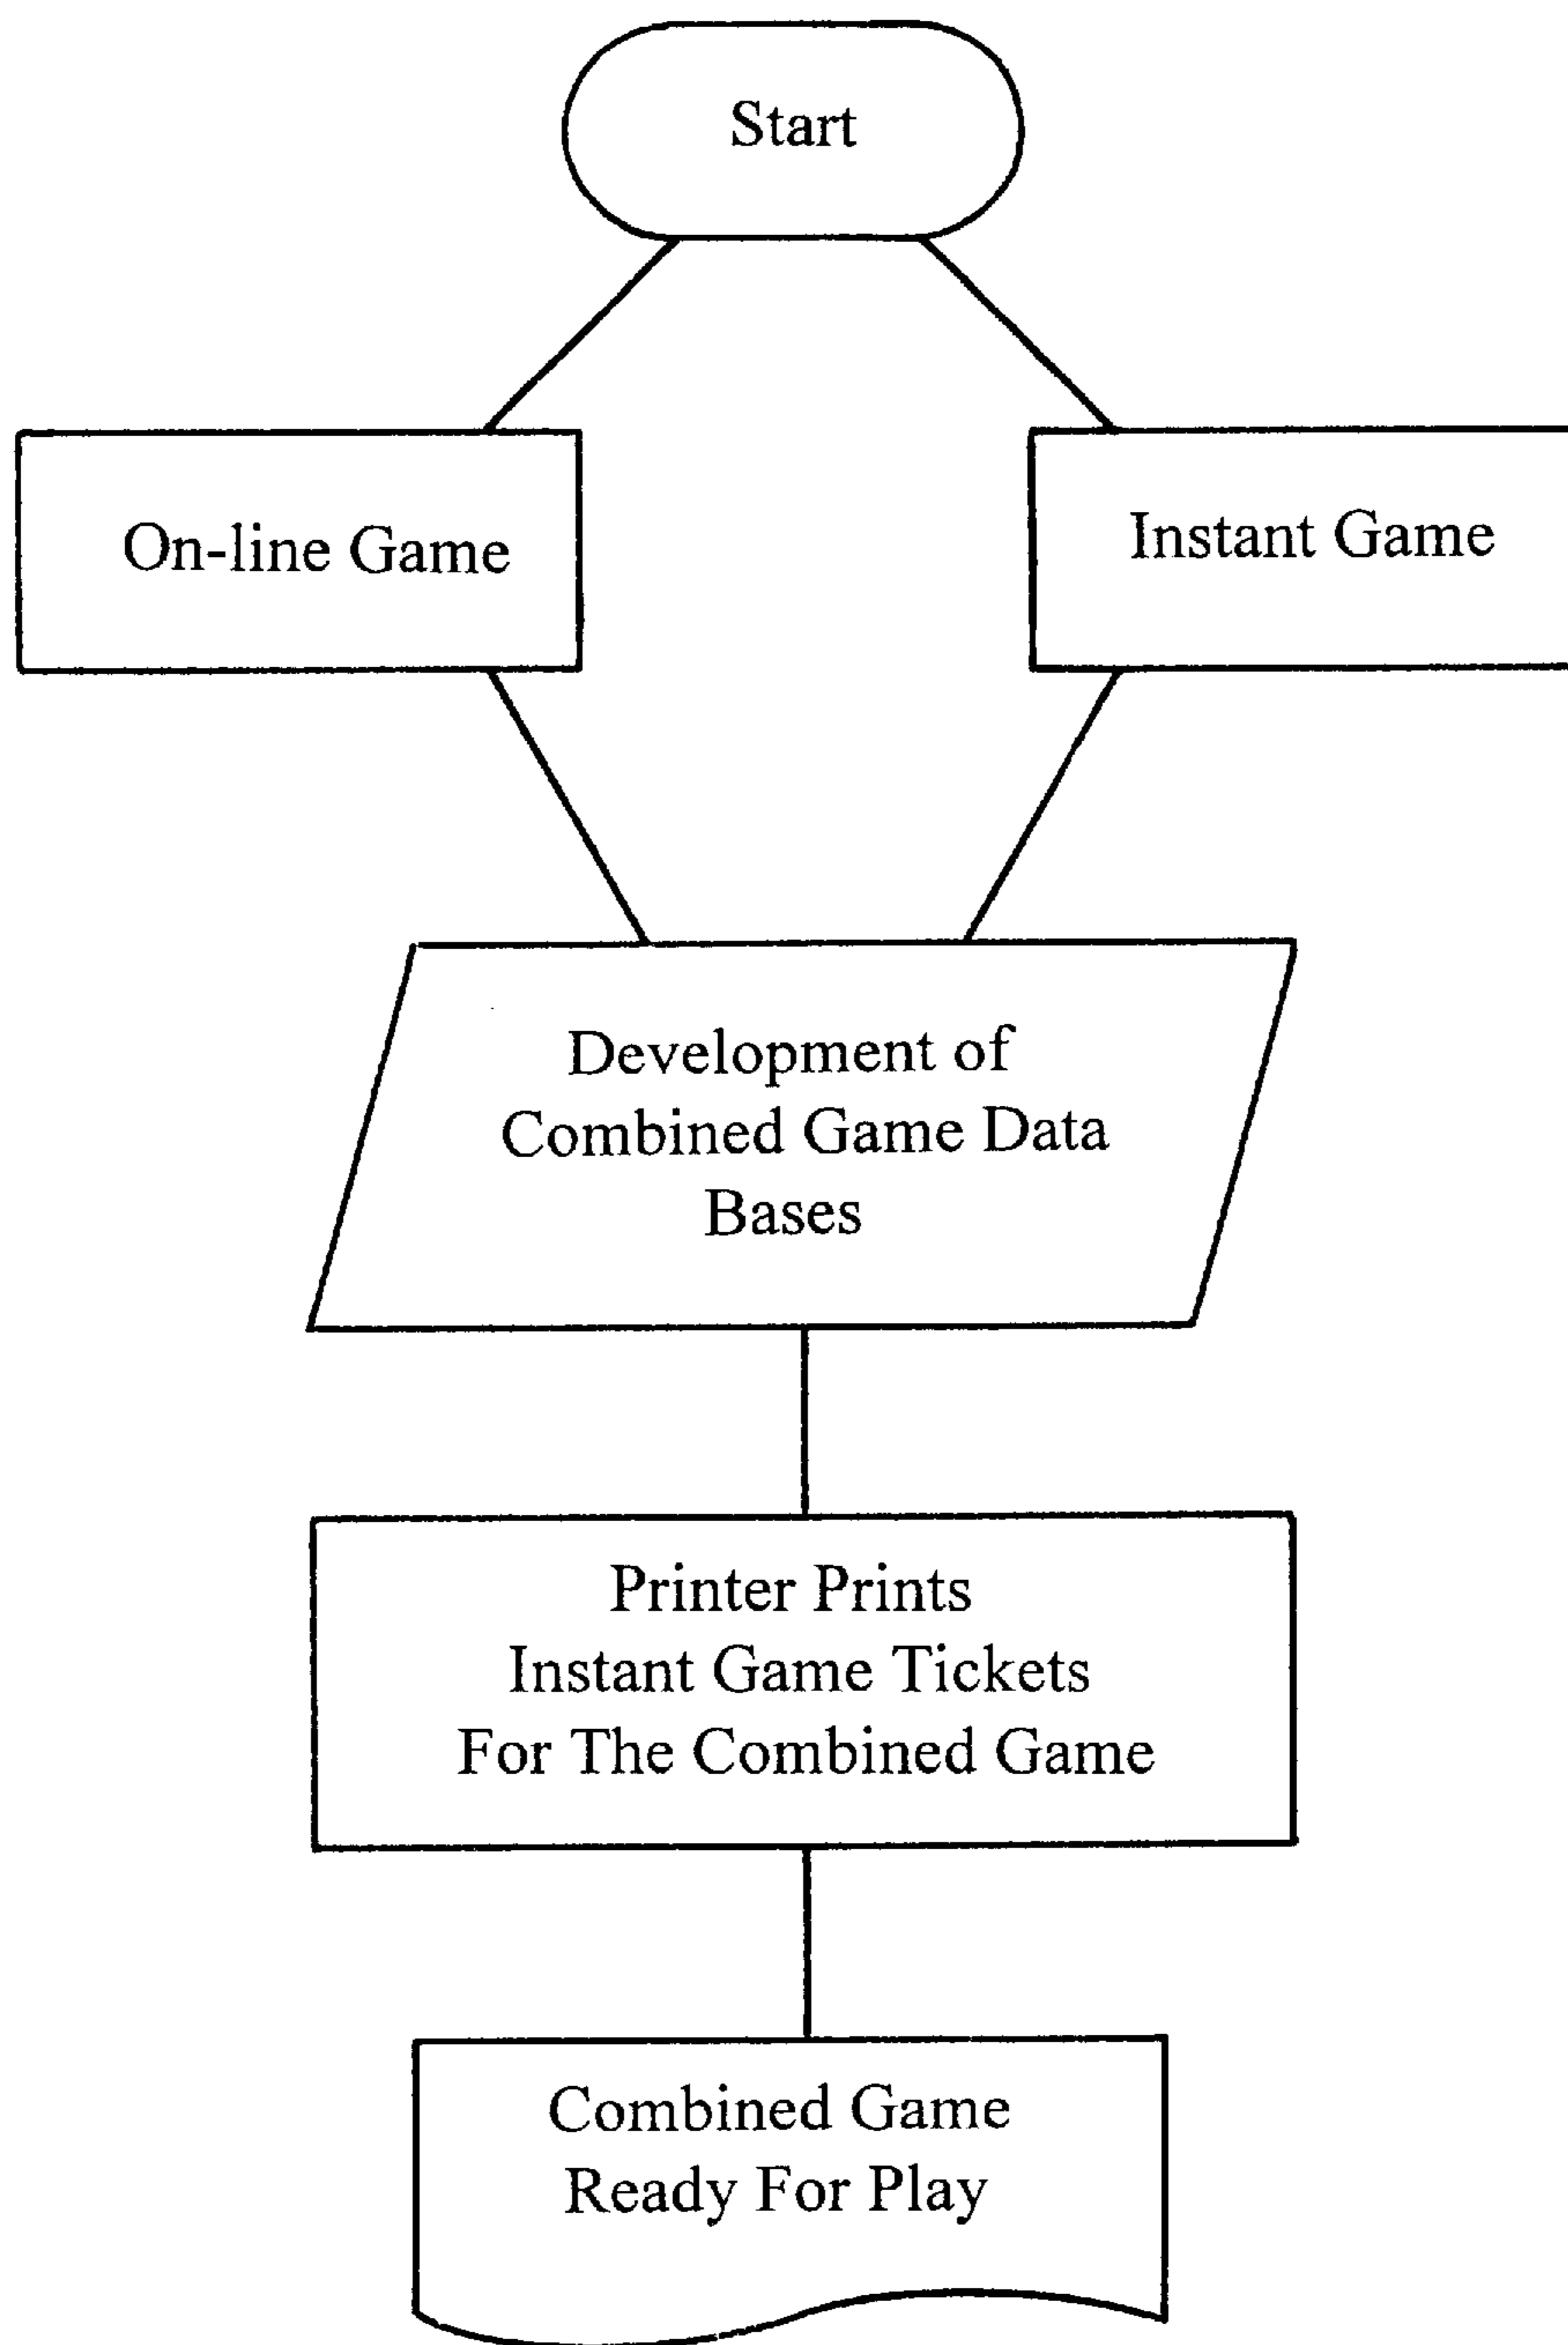 Start
On-line Game
Instant Game
Development of
Combined Game Data
Bases
Printer Prints
Instant Game Tickets
For The Combined Game
Combined Game
Ready For Play